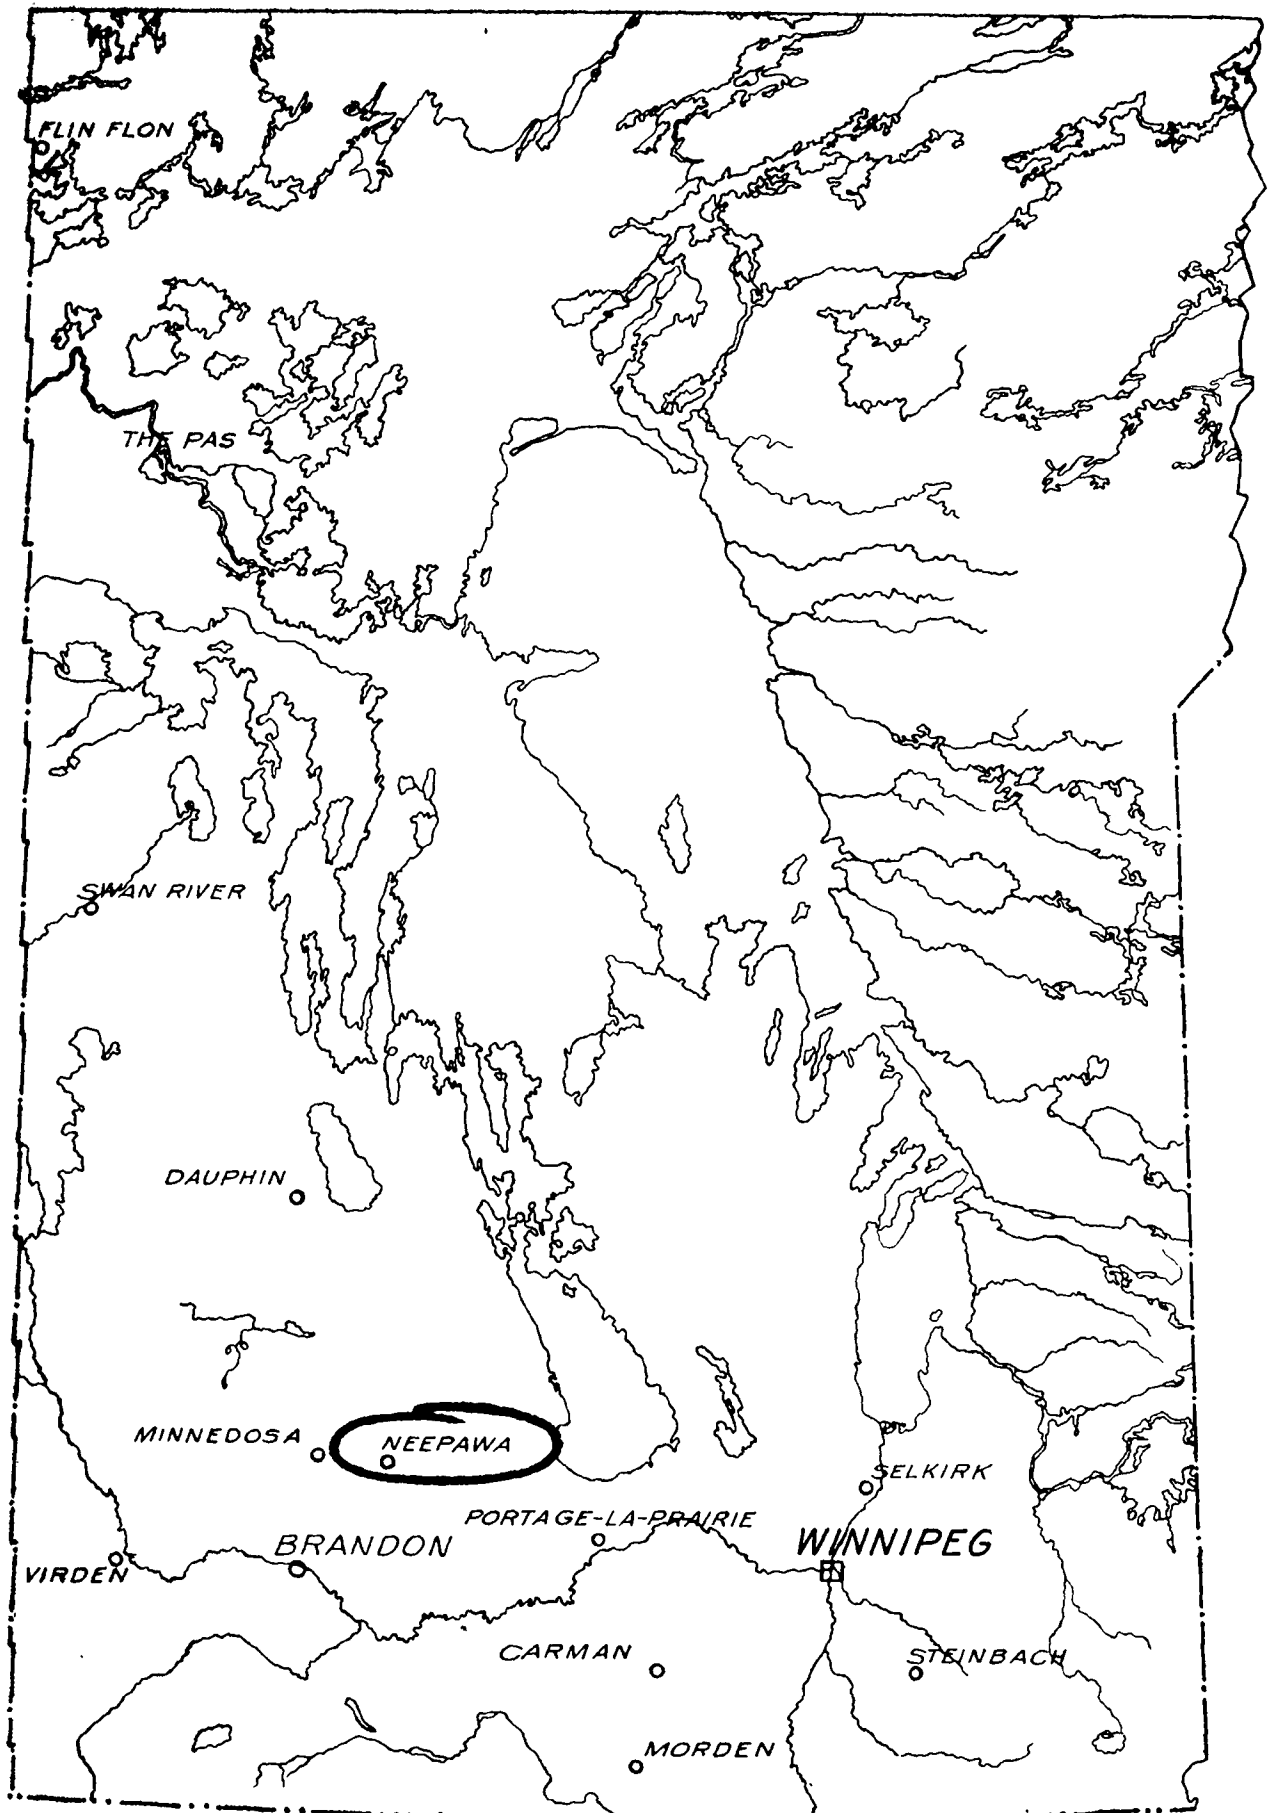 FLIN FLON
THE PAS
SWAN RIVER
DAUPHIN
MINNEDOSA
NEEPAWA
SELKIRK
PORTAGE-LA-PRAIRIE
BRANDON
WINNIPEG
VIRDEN
CARMAN
STEINBACH
MORDEN